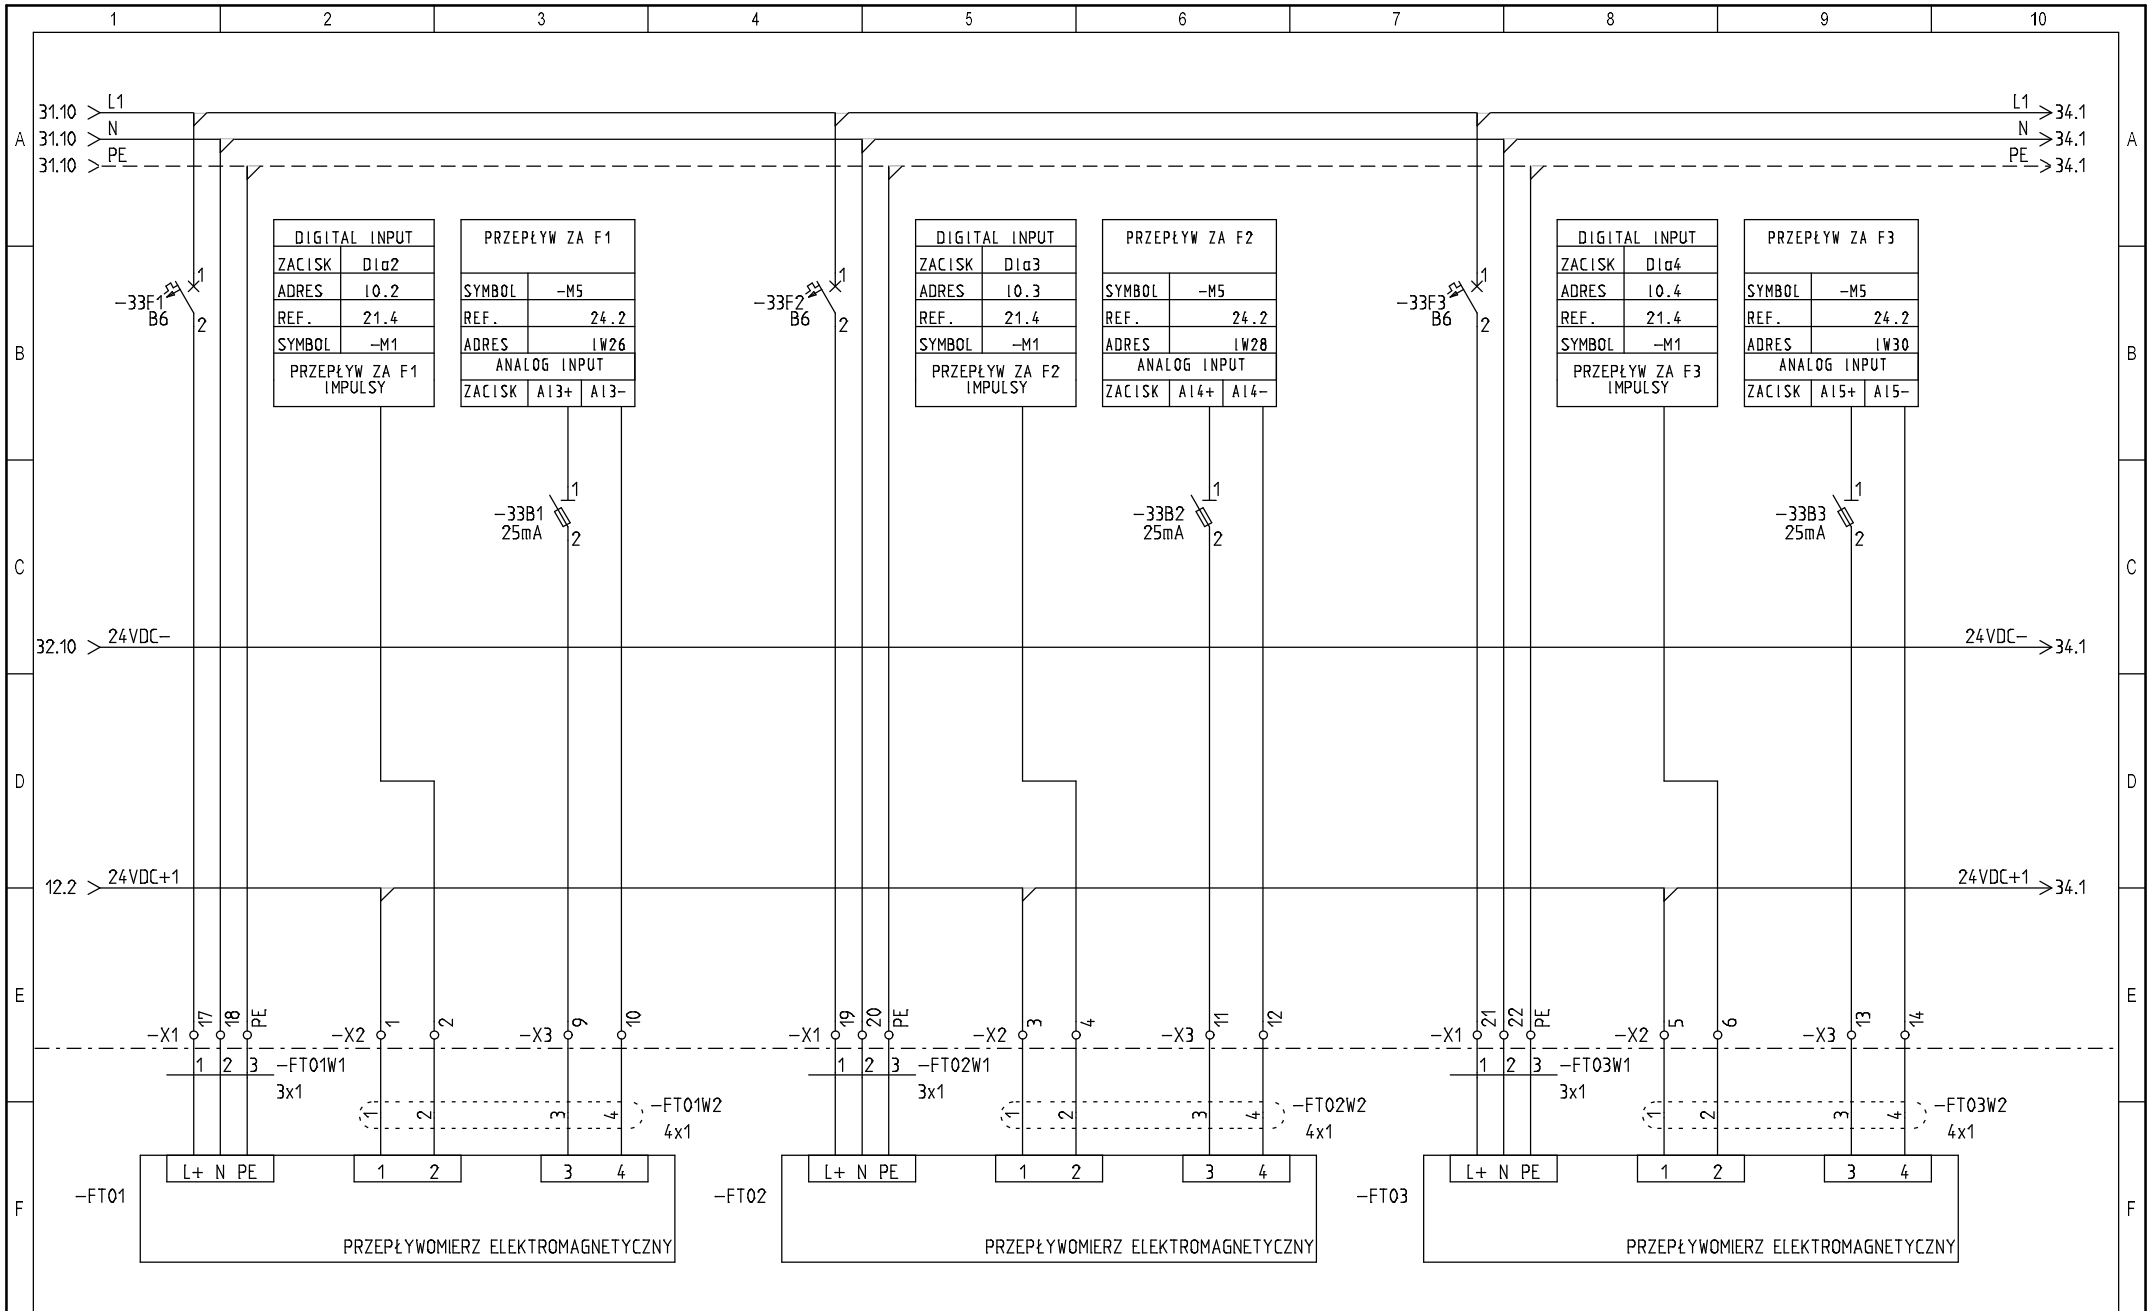 1 2 3 4 5 6 7 8 9 10
31.10 L1 L1 34.1
A 31.10 N N 34.1 A
31.10 PE PE 34.1
DIGITAL INPUT PRZEPŁYW ZA F1 DIGITAL INPUT PRZEPŁYW ZA F2 DIGITAL INPUT PRZEPŁYW ZA F3
ZACISK DIa2 ZACISK DIa3 ZACISK DIa4
1 1 1
-33F1 ADRES I0.2 SYMBOL -M5 -33F2 ADRES I0.3 SYMBOL -M5 -33F3 ADRES I0.4 SYMBOL -M5
B6 2 REF. 21.4 REF. 24.2 B6 2 REF. 21.4 REF. 24.2 B6 2 REF. 21.4 REF. 24.2
B SYMBOL -M1 ADRES IW26 SYMBOL -M1 ADRES IW28 SYMBOL -M1 ADRES IW30 B
PRZEPŁYW ZA F1 ANALOG INPUT PRZEPŁYW ZA F2 ANALOG INPUT PRZEPŁYW ZA F3 ANALOG INPUT
IMPULSY ZACISK AI3+ AI3- IMPULSY ZACISK AI4+ AI4- IMPULSY ZACISK AI5+ AI5-
1 1 1
-33B1 -33B2 -33B3
25mA 2 25mA 2 25mA 2
C C
32.10 24VDC- 24VDC- 34.1
D D
12.2 24VDC+1 24VDC+1 34.1
E E
-X1 17 18 PE -X2 1 2 -X3 9 10 -X1 19 20 PE -X2 3 4 -X3 11 12 -X1 21 22 PE -X2 5 6 -X3 13 14
1 2 3 -FT01W1 1 2 3 -FT02W1 1 2 3 -FT03W1
3x1 3x1 3x1
1 2 3 4 -FT01W2 1 2 3 4 -FT02W2 1 2 3 4 -FT03W2
4x1 4x1 4x1
L+ N PE 1 2 3 4 L+ N PE 1 2 3 4 L+ N PE 1 2 3 4
F -FT01 -FT02 -FT03 F
PRZEPŁYWOMIERZ ELEKTROMAGNETYCZNY PRZEPŁYWOMIERZ ELEKTROMAGNETYCZNY PRZEPŁYWOMIERZ ELEKTROMAGNETYCZNY